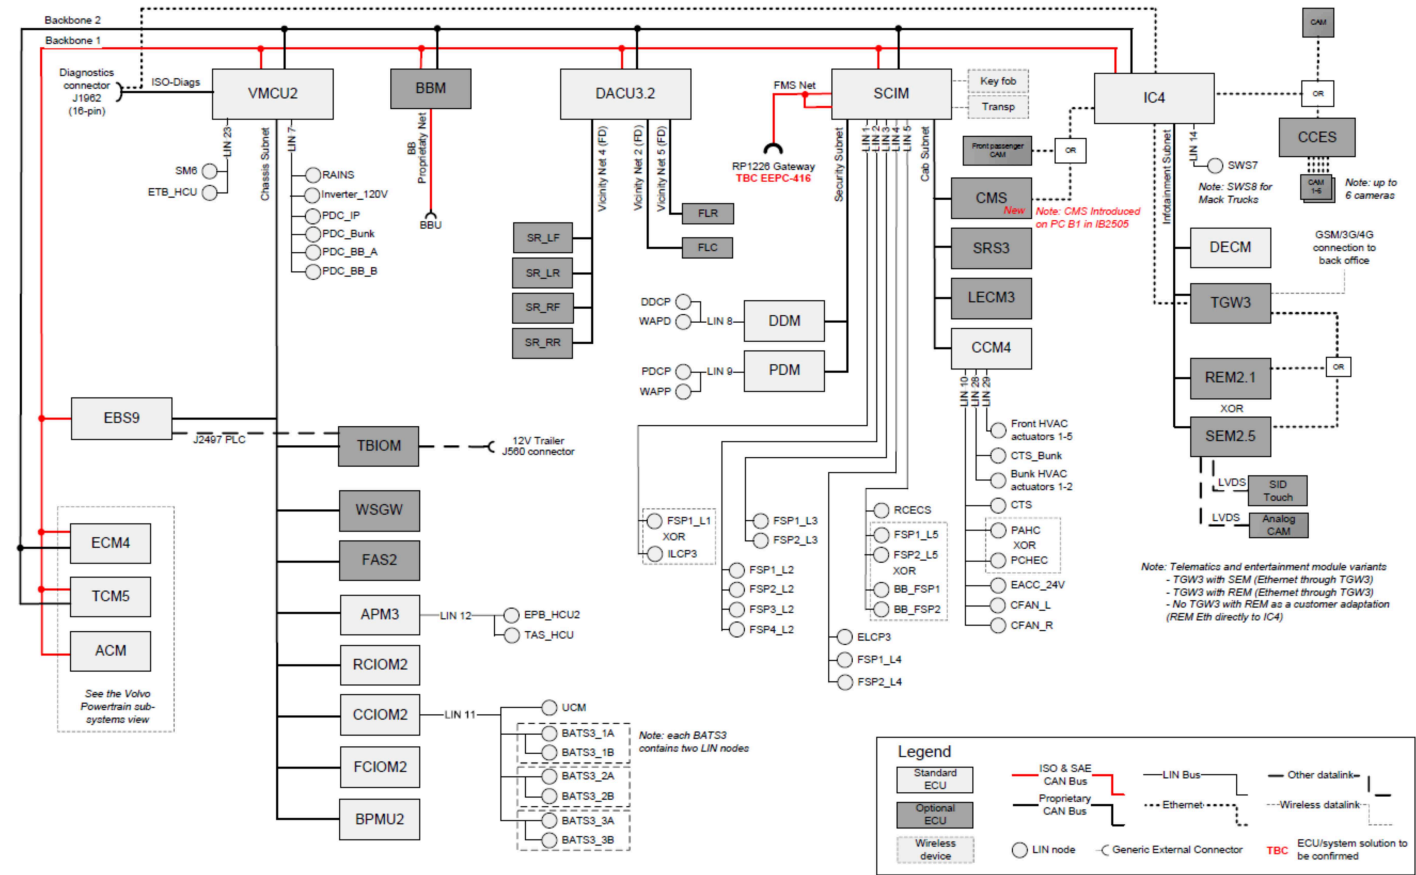 Backbone 2
Backbone 1
Diagnostics
connector
J1962
(16-pin)
ISO-Diags
VMCU2
BBM
DACU3.2
FMS Net
SCIM
Key fob
Transp
IC4
CAM
OR
CCES
CAM
1-6
Note: up to
6 cameras
LIN 23
Chassis Subnet
LIN 7
SM6
ETB_HCU
RAINS
Inverter_120V
PDC_IP
PDC_Bunk
PDC_BB_A
PDC_BB_B
BB
Proprietaty Net
BBU
Vicinity Net 4 (FD)
Vicinity Net 2 (FD)
Vicinity Net 5 (FD)
SR_LF
SR_LR
SR_RF
SR_RR
FLR
FLC
RP1226 Gateway
TBC EEPC-416
Security Subnet
LIN 1
LIN 2
LIN 3
LIN 4
LIN 5
Cab Subnet
Front passenger
CAM
OR
CMS
New
Note: CMS Introduced
on PC B1 in IB2505
SRS3
LECM3
CCM4
Infotainment Subnet
LIN 14
SWS7
Note: SWS8 for
Mack Trucks
DECM
GSM/3G/4G
connection to
back office
TGW3
OR
REM2.1
XOR
SEM2.5
LVDS
SID
Touch
LVDS
Analog
CAM
Note: Telematics and entertainment module variants
- TGW3 with SEM (Ethernet through TGW3)
- TGW3 with REM (Ethernet through TGW3)
- No TGW3 with REM as a customer adaptation
(REM Eth directly to IC4)
DDCP
WAPD
LIN 8
DDM
PDCP
WAPP
LIN 9
PDM
LIN 10
LIN 28
LIN 29
Front HVAC
actuators 1-5
CTS_Bunk
Bunk HVAC
actuators 1-2
CTS
PAHC
XOR
PCHEC
EACC_24V
CFAN_L
CFAN_R
FSP1_L1
XOR
ILCP3
FSP1_L3
FSP2_L3
FSP1_L2
FSP2_L2
FSP3_L2
FSP4_L2
RCECS
FSP1_L5
FSP2_L5
XOR
BB_FSP1
BB_FSP2
ELCP3
FSP1_L4
FSP2_L4
EBS9
J2497 PLC
TBIOM
12V Trailer
J560 connector
WSGW
FAS2
APM3
LIN 12
EPB_HCU2
TAS_HCU
RCIOM2
CCIOM2
LIN 11
UCM
BATS3_1A
BATS3_1B
BATS3_2A
BATS3_2B
BATS3_3A
BATS3_3B
Note: each BATS3
contains two LIN nodes
FCIOM2
BPMU2
ECM4
TCM5
ACM
See the Volvo
Powertrain sub-
systems view
Legend
Standard
ECU
Optional
ECU
Wireless
device
ISO & SAE
CAN Bus
Proprietary
CAN Bus
LIN node
LIN Bus
Ethernet
Generic External Connector
Other datalink
Wireless datalink
TBC
ECU/system solution to
be confirmed